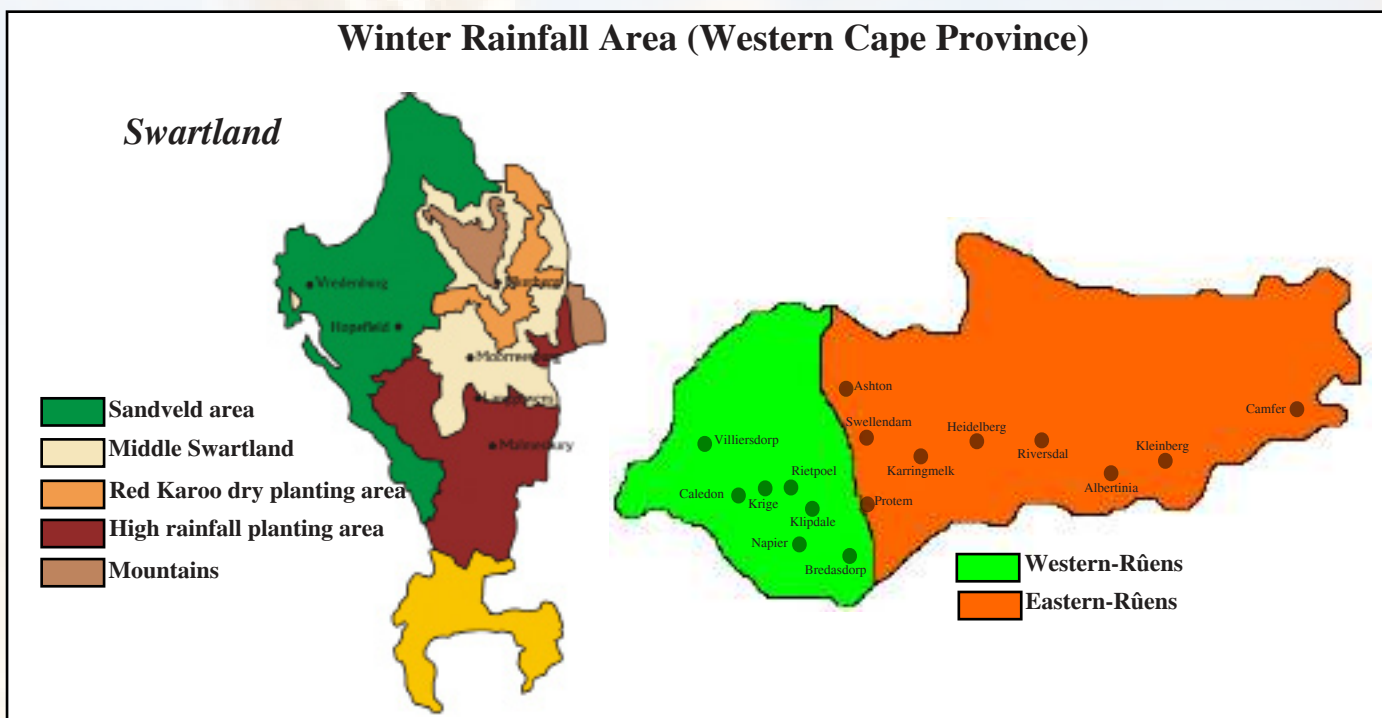 Winter Rainfall Area (Western Cape Province)
Swartland
Vredenburg
Hopefield
Moorreesburg
Malmesbury
Sandveld area
Middle Swartland
Red Karoo dry planting area
High rainfall planting area
Mountains
Ashton
Swellendam
Villiersdorp
Heidelberg
Camfer
Karringmelk
Riversdal
Kleinberg
Rietpoel
Albertinia
Caledon
Krige
Protem
Klipdale
Napier
Bredasdorp
Western-Rûens
Eastern-Rûens